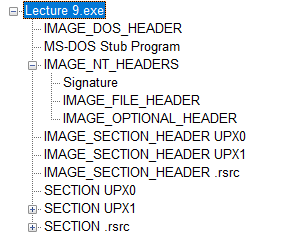 Lecture 9.exe
IMAGE_DOS_HEADER
MS-DOS Stub Program
IMAGE_NT_HEADERS
Signature
IMAGE_FILE_HEADER
IMAGE_OPTIONAL_HEADER
IMAGE_SECTION_HEADER UPX0
IMAGE_SECTION_HEADER UPX1
IMAGE_SECTION_HEADER .rsrc
SECTION UPX0
SECTION UPX1
SECTION .rsrc